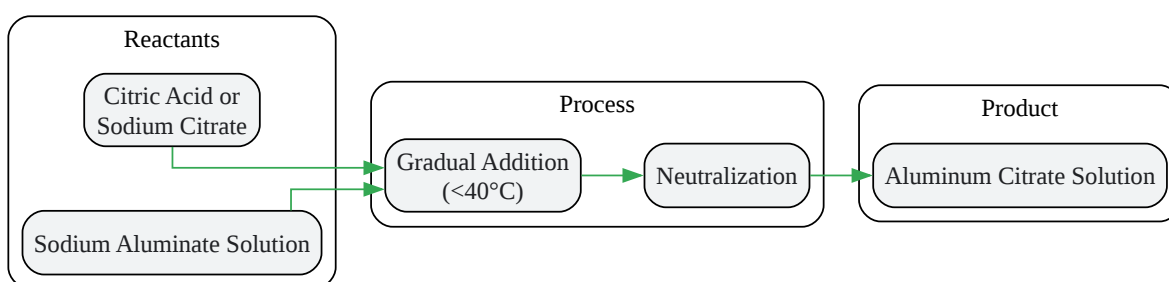 Reactants
Citric Acid or
Sodium Citrate
Sodium Aluminate Solution
Process
Gradual Addition
(<40°C)
Neutralization
Product
Aluminum Citrate Solution